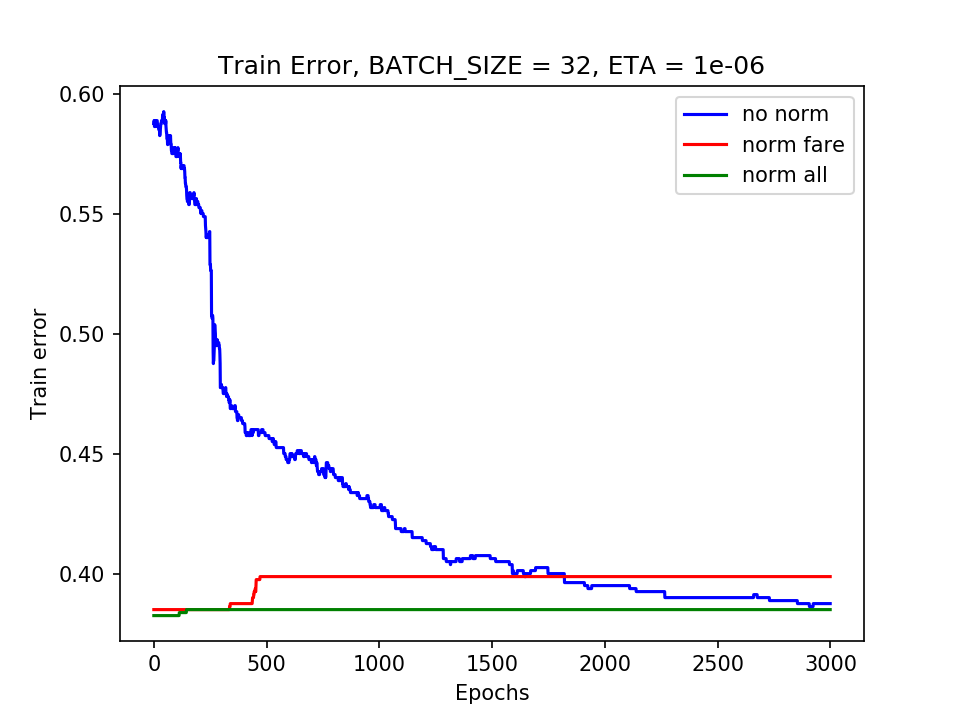 Train Error, BATCH_SIZE = 32, ETA = 1e-06
no norm
norm fare
norm all
Train error
0.60
0.55
0.50
0.45
0.40
0 500 1000 1500 2000 2500 3000
Epochs